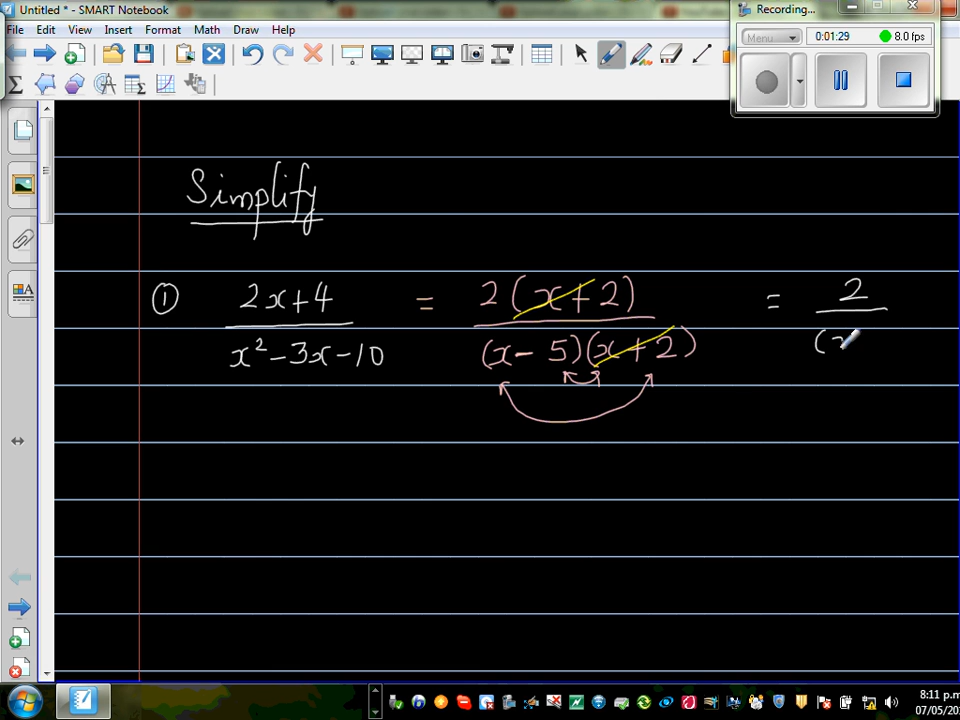 Untitled * - SMART Notebook
Recording...
File Edit View Insert Format Math Draw Help
Menu 0:01:29 8.0 fps
Simplify
① 2x+4 / x² - 3x - 10 = 2(x+2) / (x - 5)(x + 2) = 2 / (x
8:11 p.m
07/05/20